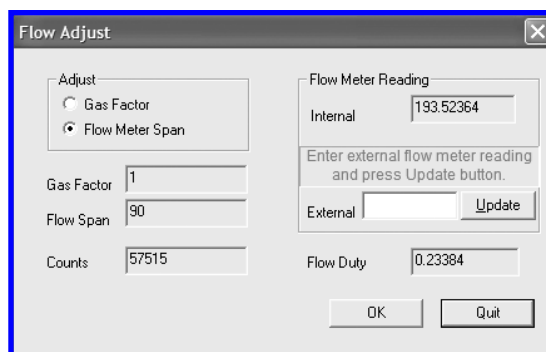 Flow Adjust
Adjust
Gas Factor
Flow Meter Span
Gas Factor 1
Flow Span 90
Counts 57515
Flow Meter Reading
Internal 193.52364
Enter external flow meter reading
and press Update button.
External Update
Flow Duty 0.23384
OK Quit